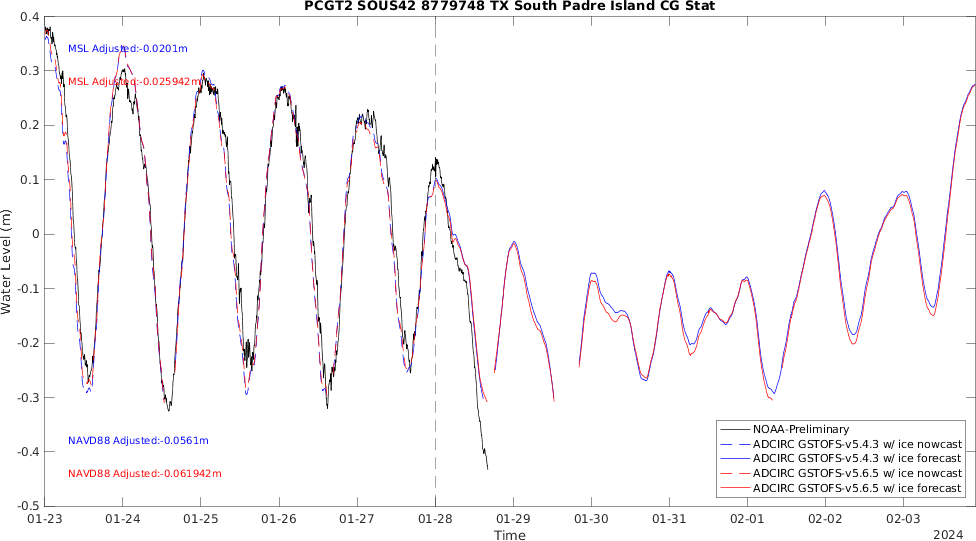 PCGT2 SOUS42 8779748 TX South Padre Island CG Stat
0.4
0.3
0.2
0.1
0
-0.1
-0.2
-0.3
-0.4
-0.5
Water Level (m)
MSL Adjusted:-0.0201m
MSL Adjusted:-0.025942m
NAVD88 Adjusted:-0.0561m
NAVD88 Adjusted:-0.061942m
NOAA-Preliminary
ADCIRC GSTOFS-v5.4.3 w/ ice nowcast
ADCIRC GSTOFS-v5.4.3 w/ ice forecast
ADCIRC GSTOFS-v5.6.5 w/ ice nowcast
ADCIRC GSTOFS-v5.6.5 w/ ice forecast
01-23 01-24 01-25 01-26 01-27 01-28 01-29 01-30 01-31 02-01 02-02 02-03
Time
2024